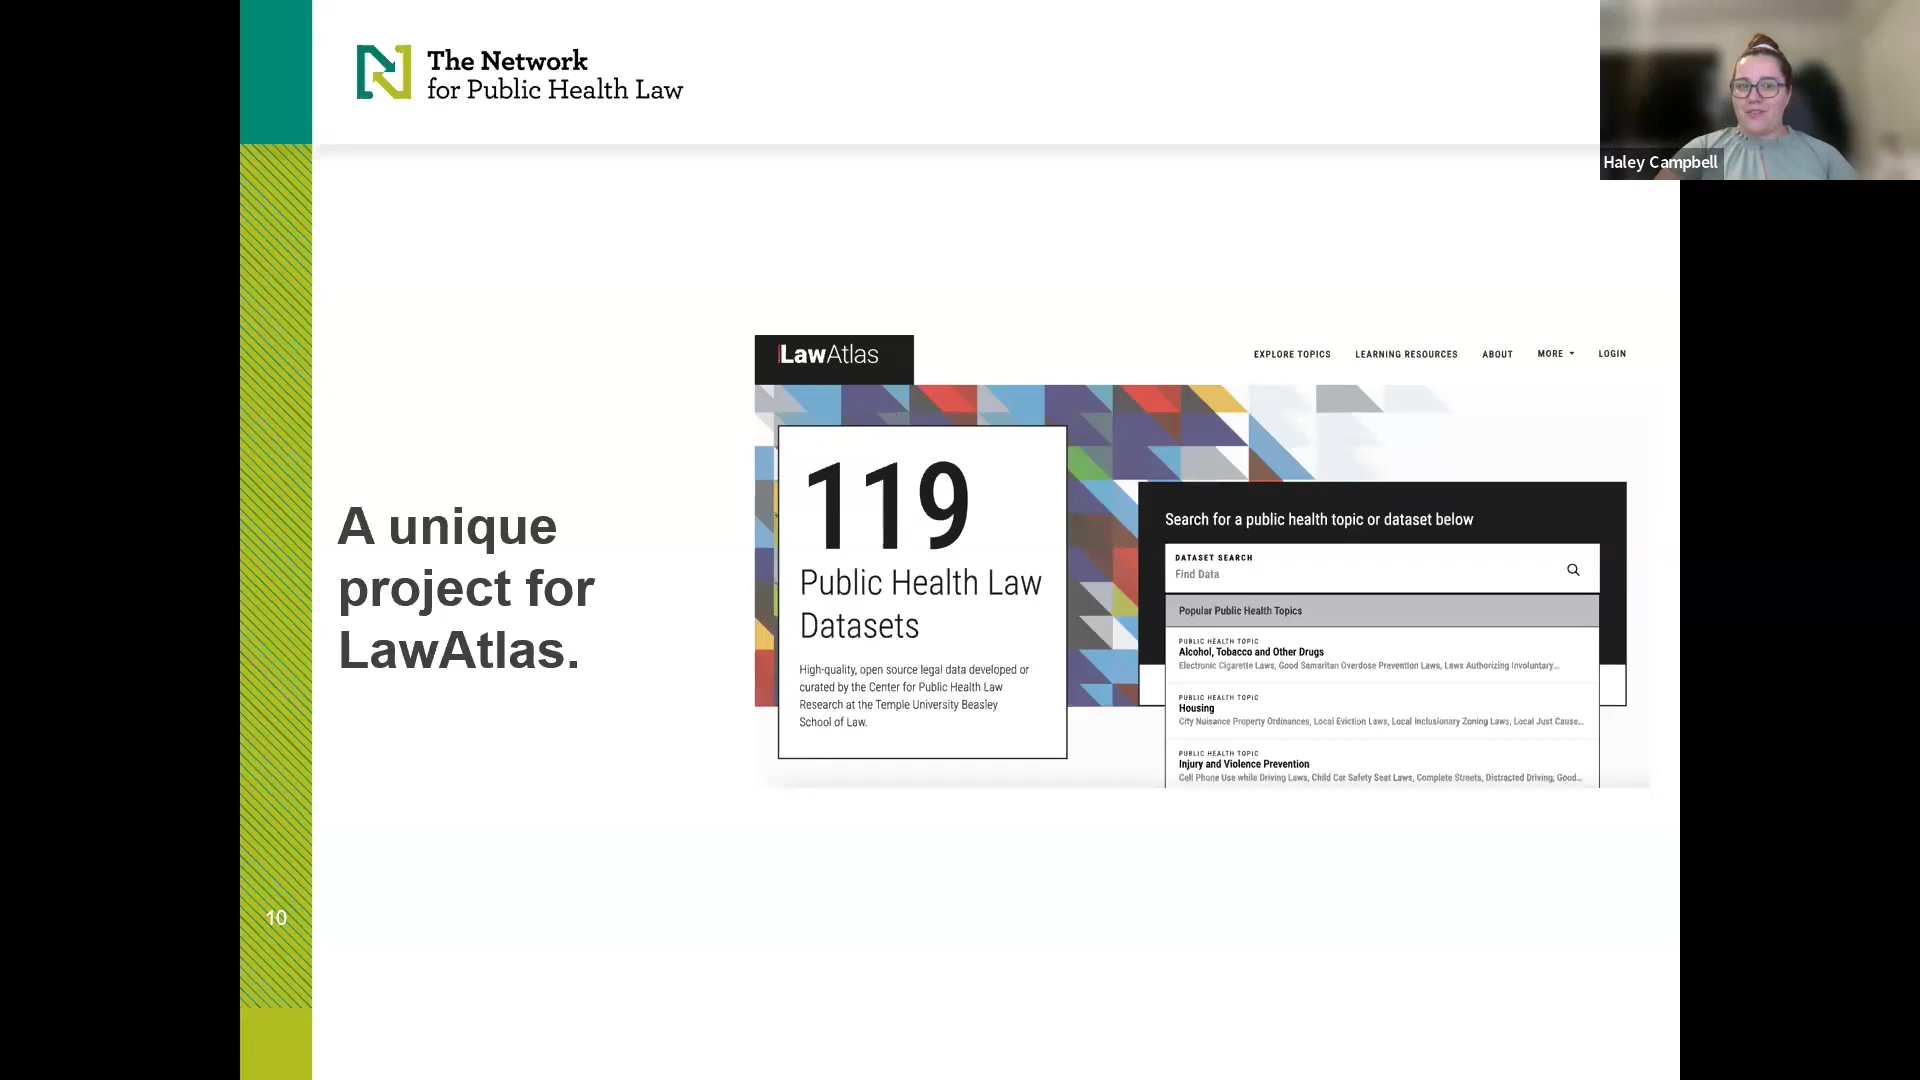 The Network
for Public Health Law
Haley Campbell
A unique
project for
LawAtlas.
10
LawAtlas
EXPLORE TOPICS
LEARNING RESOURCES
ABOUT
MORE
LOGIN
119
Public Health Law
Datasets
High-quality, open source legal data developed or
curated by the Center for Public Health Law
Research at the Temple University Beasley
School of Law.
Search for a public health topic or dataset below
DATASET SEARCH
Find Data
Popular Public Health Topics
PUBLIC HEALTH TOPIC
Alcohol, Tobacco and Other Drugs
Electronic Cigarette Laws, Good Samaritan Overdose Prevention Laws, Laws Authorizing Involuntary...
PUBLIC HEALTH TOPIC
Housing
City Nuisance Property Ordinances, Local Eviction Laws, Local Inclusionary Zoning Laws, Local Just Cause...
PUBLIC HEALTH TOPIC
Injury and Violence Prevention
Cell Phone Use while Driving Laws, Child Car Safety Seat Laws, Complete Streets, Distracted Driving, Good...